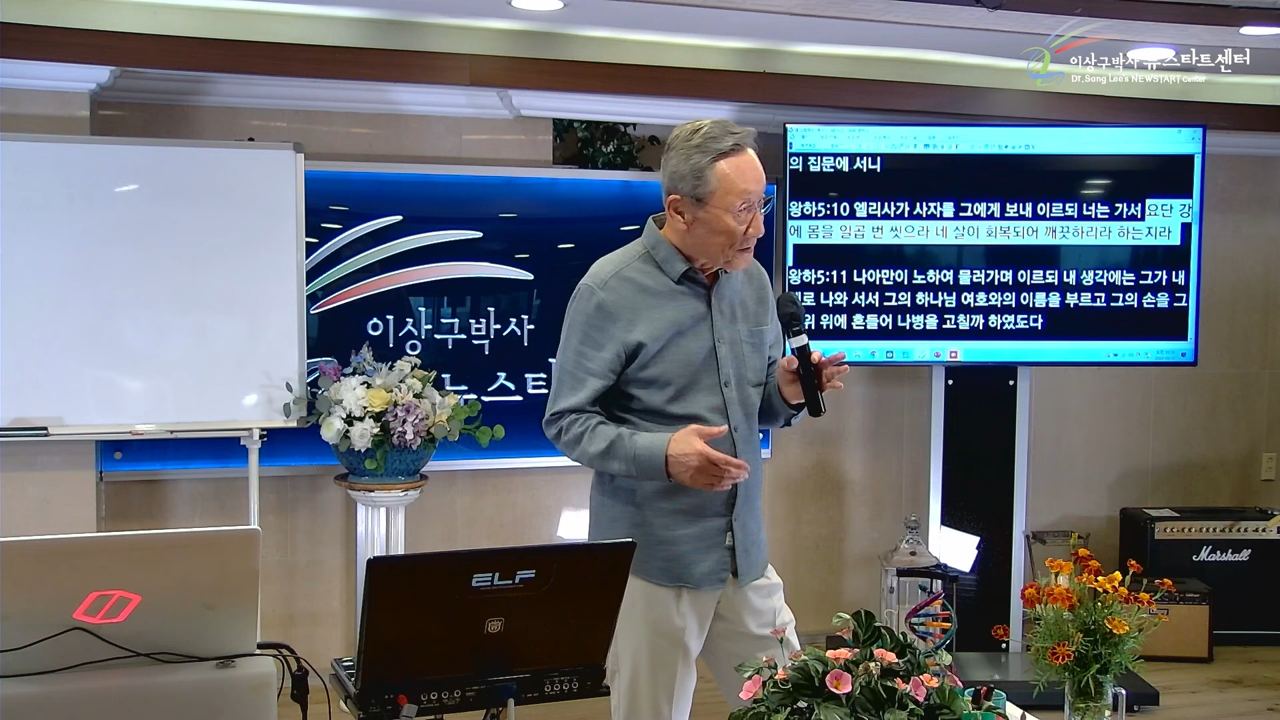 이상구박사 뉴스타트센터
Dr. Sang Lee's NEWSTART Center
의 집문에 서니
왕하5:10 엘리사가 사자를 그에게 보내 이르되 너는 가서 요단 강
에 몸을 일곱 번 씻으라 네 살이 회복되어 깨끗하리라 하는지라
왕하5:11 나아만이 노하여 물러가며 이르되 내 생각에는 그가 내
로 나와 서서 그의 하나님 여호와의 이름을 부르고 그의 손을 그
위 위에 흔들어 나병을 고칠까 하였도다
이상구박사
뉴스타
ELF
Marshall